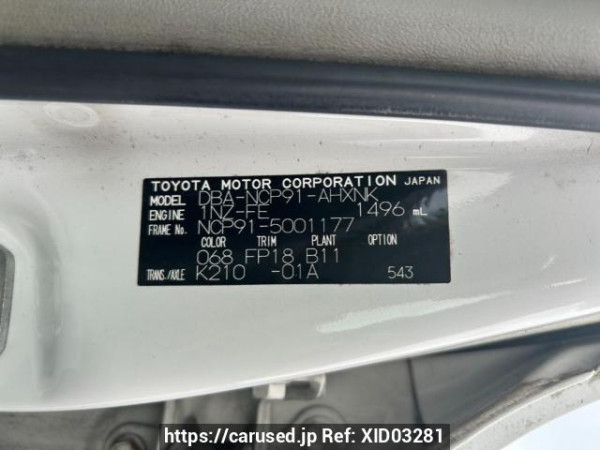 TOYOTA MOTOR CORPORATION JAPAN
MODEL DBA-NCP91-AHXNK
ENGINE 1NZ-FE 1496 mL
FRAME No. NCP91-5001177
COLOR TRIM PLANT OPTION
068 FP18 B11
TRANS./AXLE K210 -01A 543
https://carused.jp Ref: XID03281